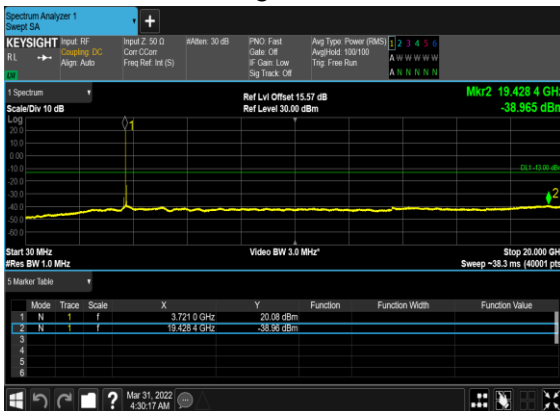 Spectrum Analyzer 1
Swept SA
KEYSIGHT Input: RF Input Z: 50 Ω #Atten: 30 dB PNO: Fast Avg Type: Power (RMS) 1 2 3 4 5 6
RL Coupling: DC Corr CCorr Gate: Off Avg|Hold: 100/100 A W W W W W
Align: Auto Freq Ref: Int (S) IF Gain: Low Trig: Free Run
LV Sig Track: Off A N N N N N
1 Spectrum Ref Lvl Offset 15.57 dB Mkr2 19.428 4 GHz
Scale/Div 10 dB Ref Level 30.00 dBm -38.965 dBm
Log
20.0
10.0
0.00
-10.0
-20.0
-30.0
-40.0
-50.0
-60.0
1
DL1 -13.00 dBm
2
Start 30 MHz Video BW 3.0 MHz* Stop 20.000 GH
#Res BW 1.0 MHz Sweep ~38.3 ms (40001 pts
5 Marker Table
Mode Trace Scale X Y Function Function Width Function Value
1 N 1 f 3.721 0 GHz 20.08 dBm
2 N 1 f 19.428 4 GHz -38.96 dBm
3
4
5
6
Mar 31, 2022
4:30:17 AM